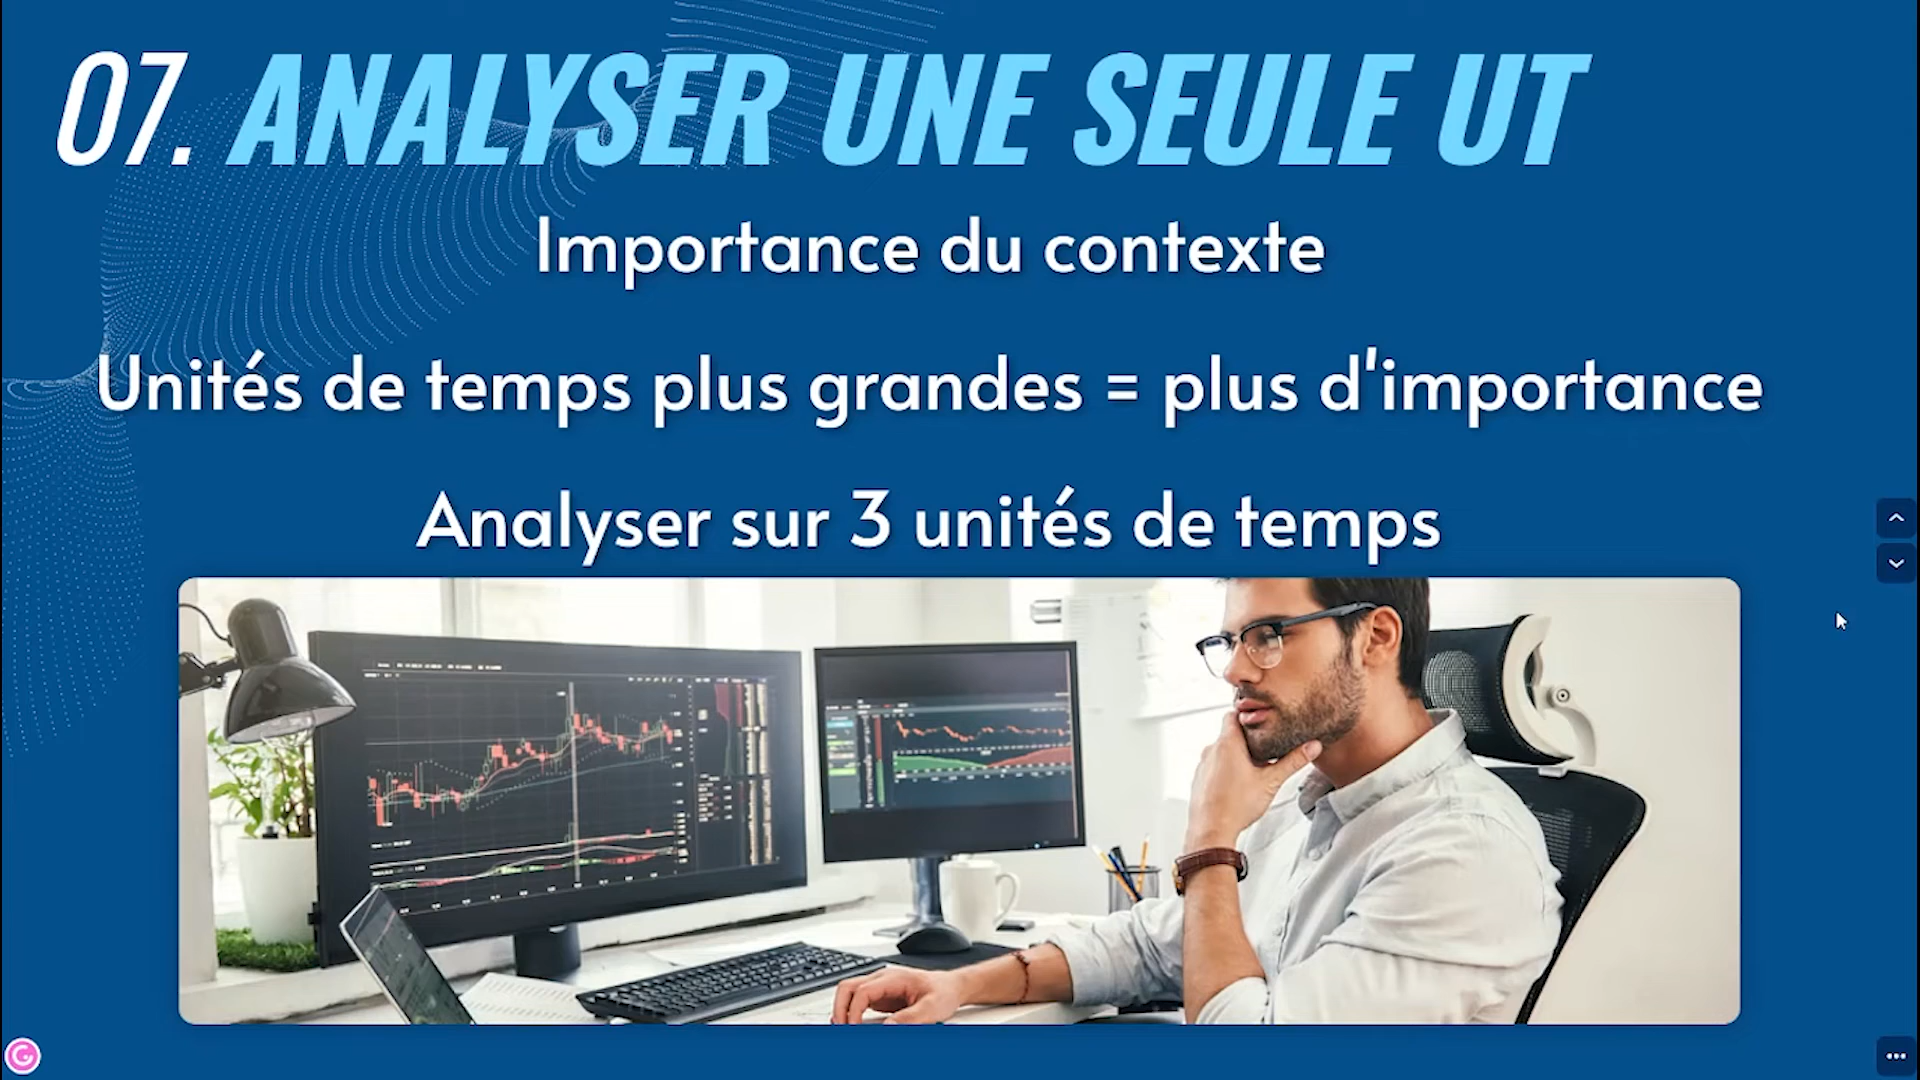 07. ANALYSER UNE SEULE UT
Importance du contexte
Unités de temps plus grandes = plus d'importance
Analyser sur 3 unités de temps